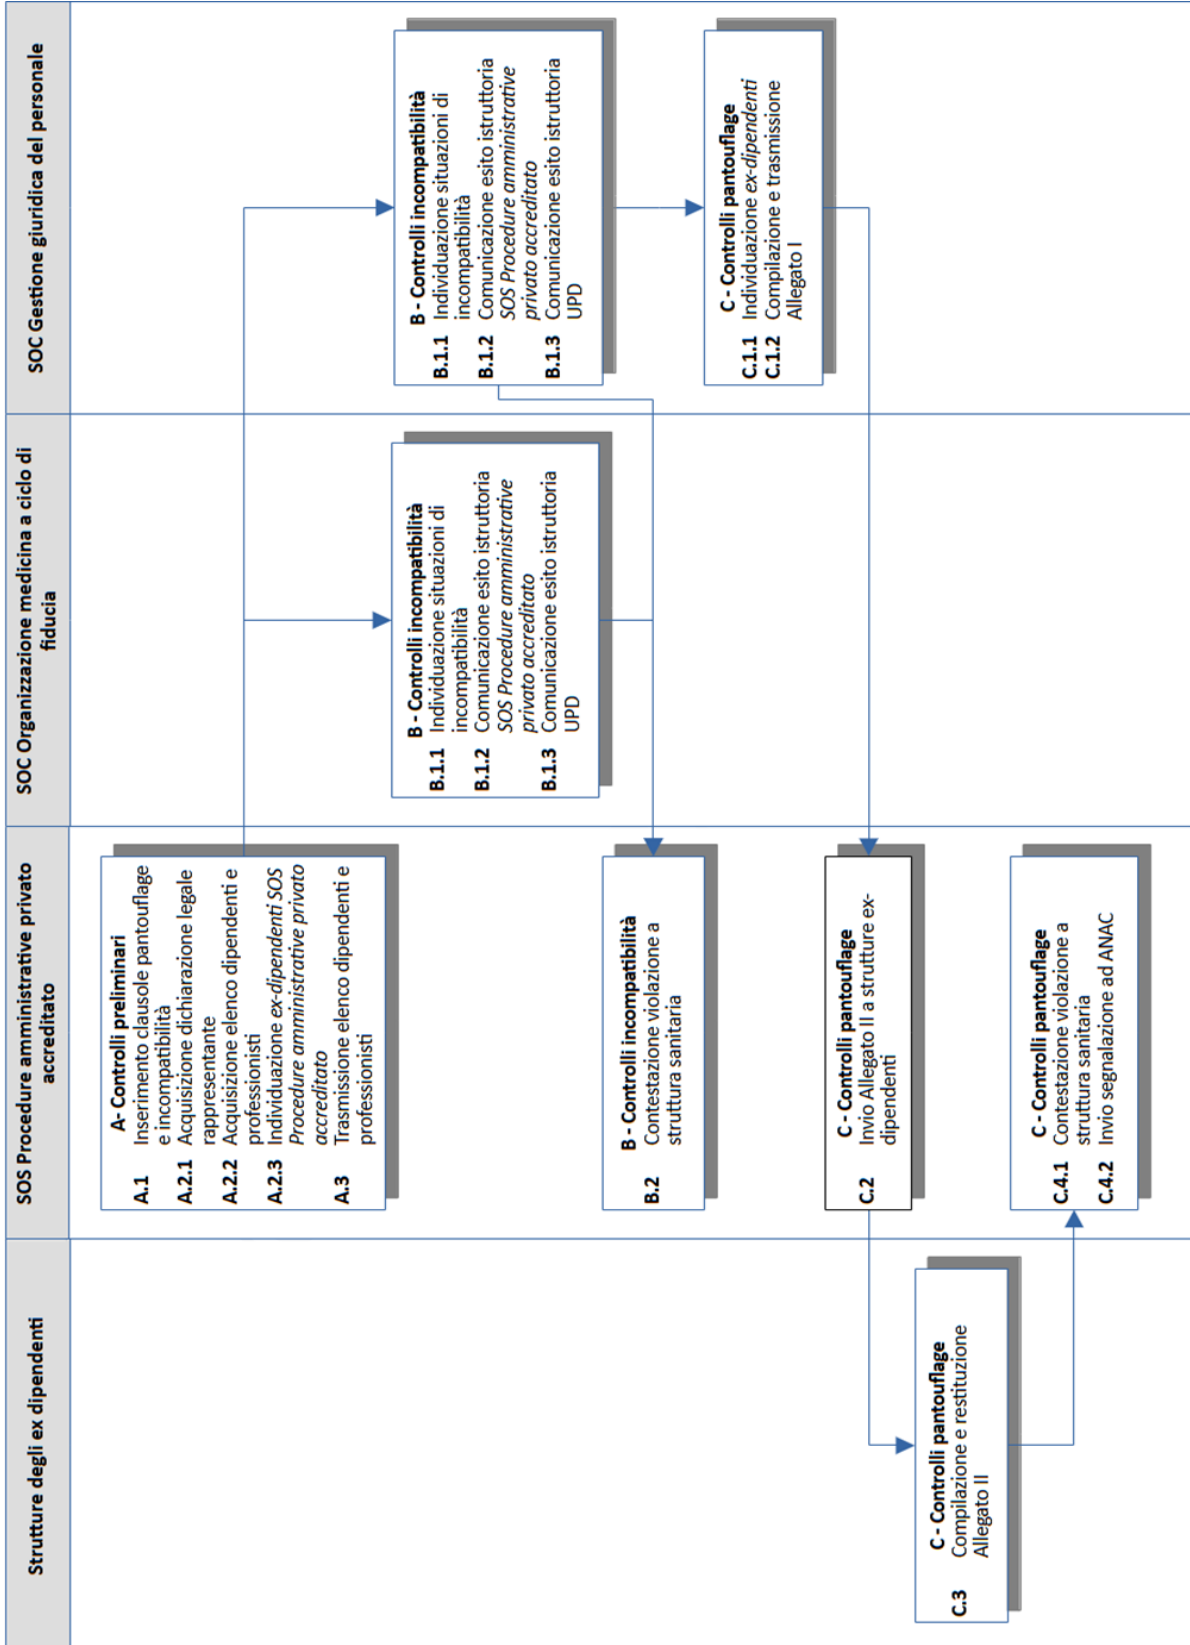 Strutture degli ex dipendenti
SOS Procedure amministrative privato
accreditato
SOC Organizzazione medicina a ciclo di
fiducia
SOC Gestione giuridica del personale
A- Controlli preliminari
A.1 Inserimento clausole pantouflage
e incompatibilità
A.2.1 Acquisizione dichiarazione legale
rappresentante
A.2.2 Acquisizione elenco dipendenti e
professionisti
A.2.3 Individuazione ex-dipendenti SOS
Procedure amministrative privato
accreditato
A.3 Trasmissione elenco dipendenti e
professionisti
B - Controlli incompatibilità
B.1.1 Individuazione situazioni di
incompatibilità
B.1.2 Comunicazione esito istruttoria
SOS Procedure amministrative
privato accreditato
B.1.3 Comunicazione esito istruttoria
UPD
B - Controlli incompatibilità
B.1.1 Individuazione situazioni di
incompatibilità
B.1.2 Comunicazione esito istruttoria
SOS Procedure amministrative
privato accreditato
B.1.3 Comunicazione esito istruttoria
UPD
B - Controlli incompatibilità
B.2 Contestazione violazione a
struttura sanitaria
C - Controlli pantouflage
C.1.1 Individuazione ex-dipendenti
C.1.2 Compilazione e trasmissione
Allegato I
C - Controlli pantouflage
C.2 Invio Allegato II a strutture ex-
dipendenti
C - Controlli pantouflage
C.3 Compilazione e restituzione
Allegato II
C - Controlli pantouflage
C.4.1 Contestazione violazione a
struttura sanitaria
C.4.2 Invio segnalazione ad ANAC